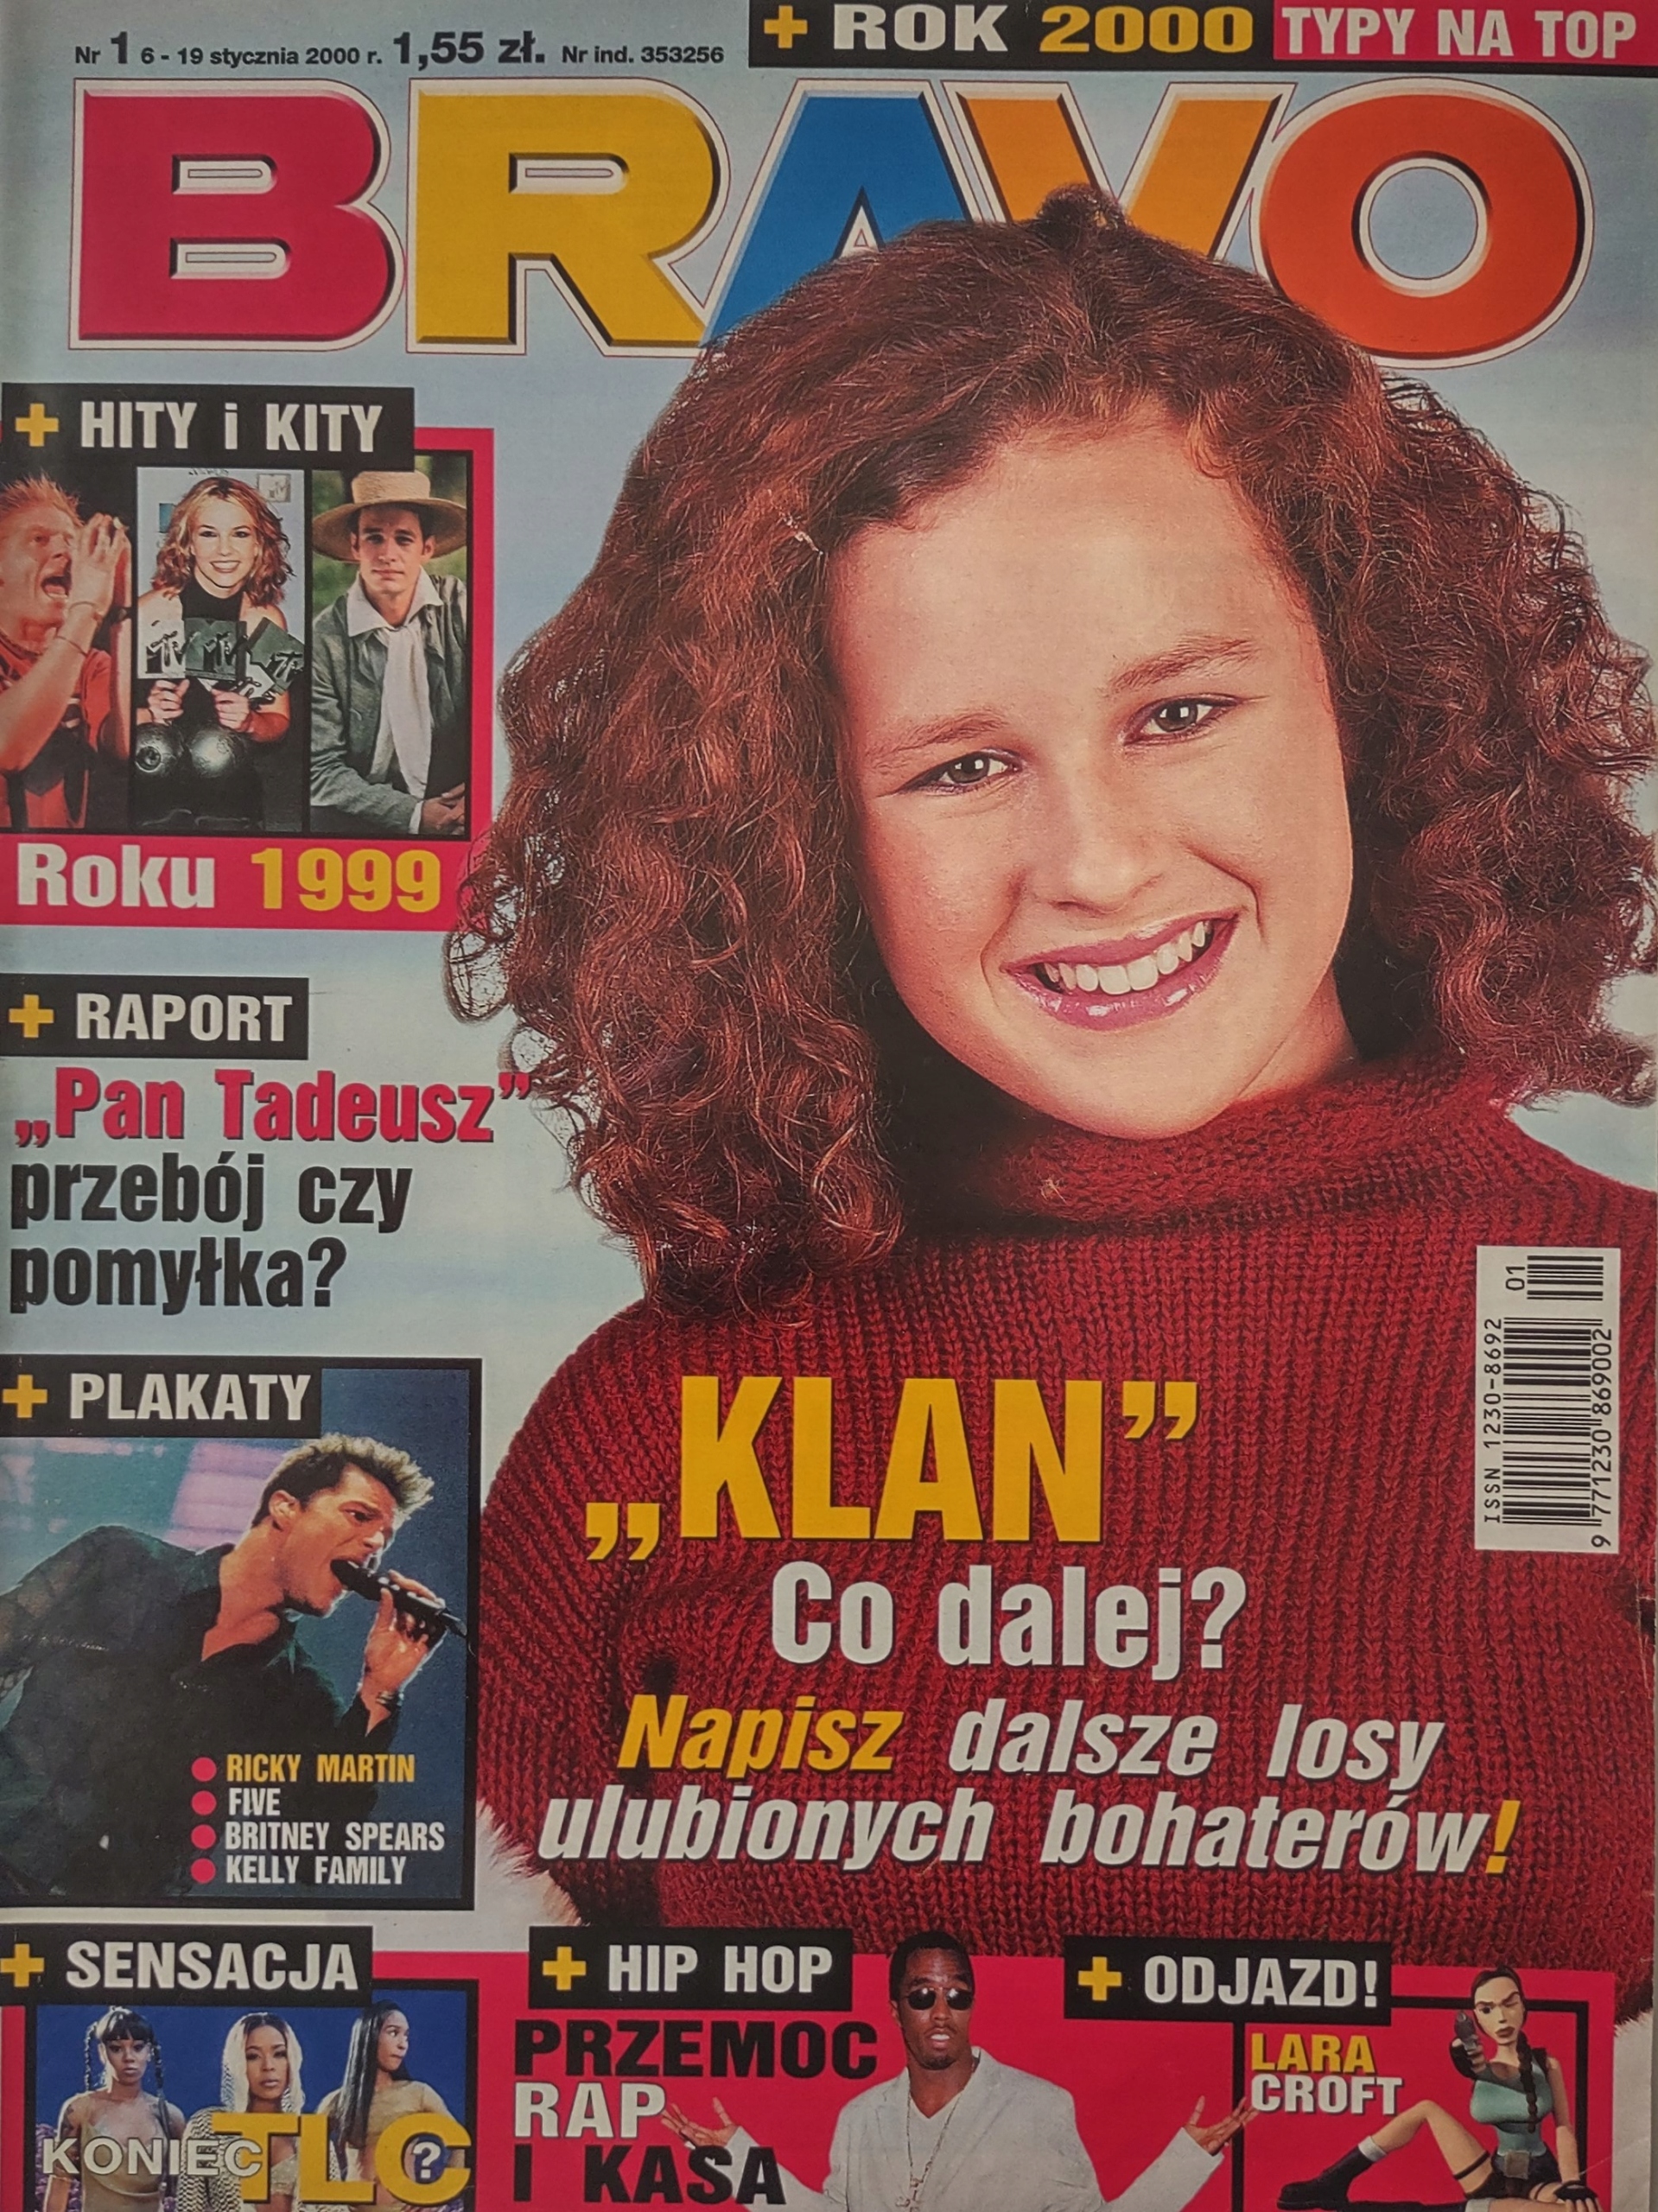 Nr 1 6 - 19 stycznia 2000 r. 1,55 zł. Nr ind. 353256
+ ROK 2000 TYPY NA TOP
BRAVO
+ HITY i KITY
Roku 1999
+ RAPORT
„Pan Tadeusz”
przebój czy
pomyłka?
+ PLAKATY
RICKY MARTIN
FIVE
BRITNEY SPEARS
KELLY FAMILY
„KLAN”
Co dalej?
Napisz dalsze losy
ulubionych bohaterów!
ISSN 1230-8692
01
9 771230 869002
+ SENSACJA
KONIEC TLC ?
+ HIP HOP
PRZEMOC
RAP
I KASA
+ ODJAZD!
LARA
CROFT